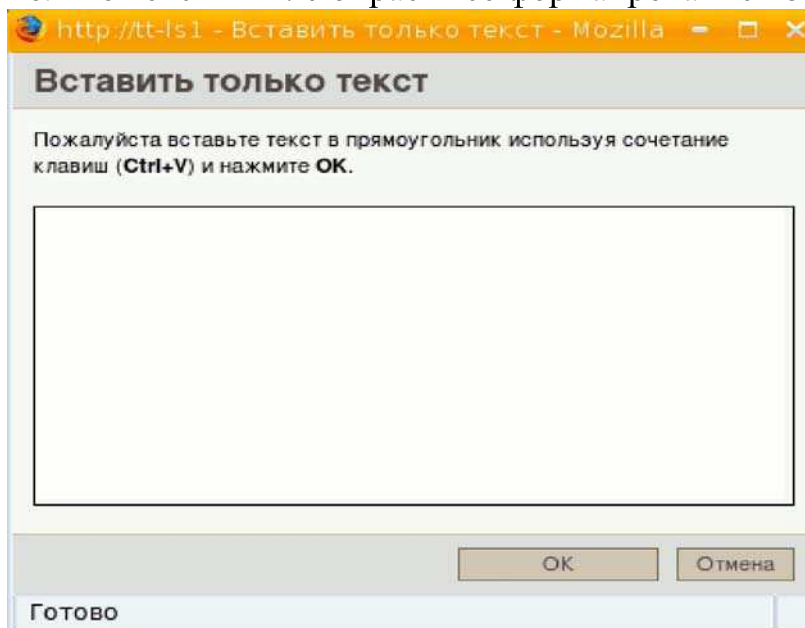 http://tt-ls1 - Вставить только текст - Mozilla
Вставить только текст
Пожалуйста вставьте текст в прямоугольник используя сочетание
клавиш (Ctrl+V) и нажмите OK.
OK Отмена
Готово